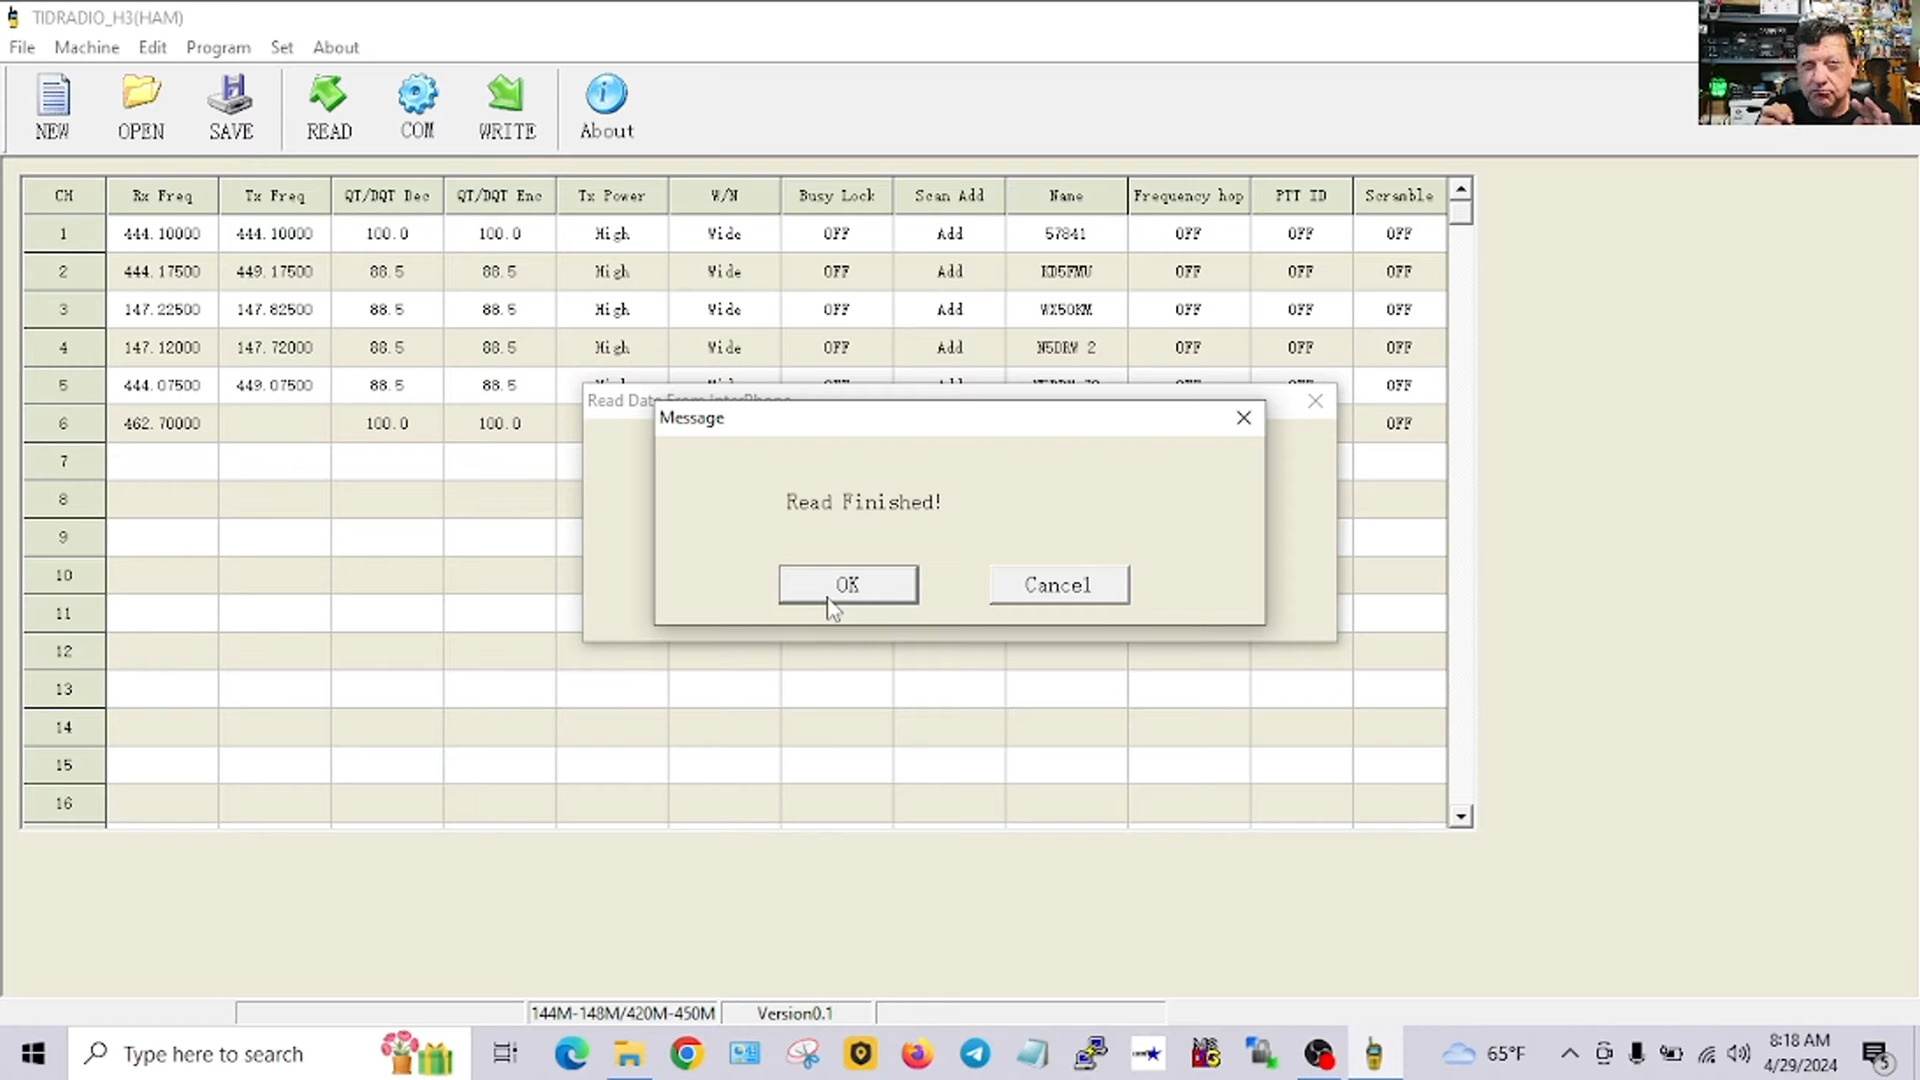 TIDRADIO_H3(HAM)
File Machine Edit Program Set About
NEW OPEN SAVE READ COM WRITE About
CH Rx Freq Tx Freq QT/DQT Dec QT/DQT Enc Tx Power W/N Busy Lock Scan Add Name Frequency hop PTT ID Scramble
1 444.10000 444.10000 100.0 100.0 High Wide OFF Add 57841 OFF OFF OFF
2 444.17500 449.17500 88.5 88.5 High Wide OFF Add KD5FMU OFF OFF OFF
3 147.22500 147.82500 88.5 88.5 High Wide OFF Add WX5OKM OFF OFF OFF
4 147.12000 147.72000 88.5 88.5 High Wide OFF Add N5DRW 2 OFF OFF OFF
5 444.07500 449.07500 88.5 88.5 OFF
6 462.70000 100.0 100.0 OFF
7
8
9
10
11
12
13
14
15
16
Read Data From InterPhone
Message
Read Finished!
OK Cancel
144M-148M/420M-450M Version0.1
Type here to search
65°F
8:18 AM
4/29/2024
5